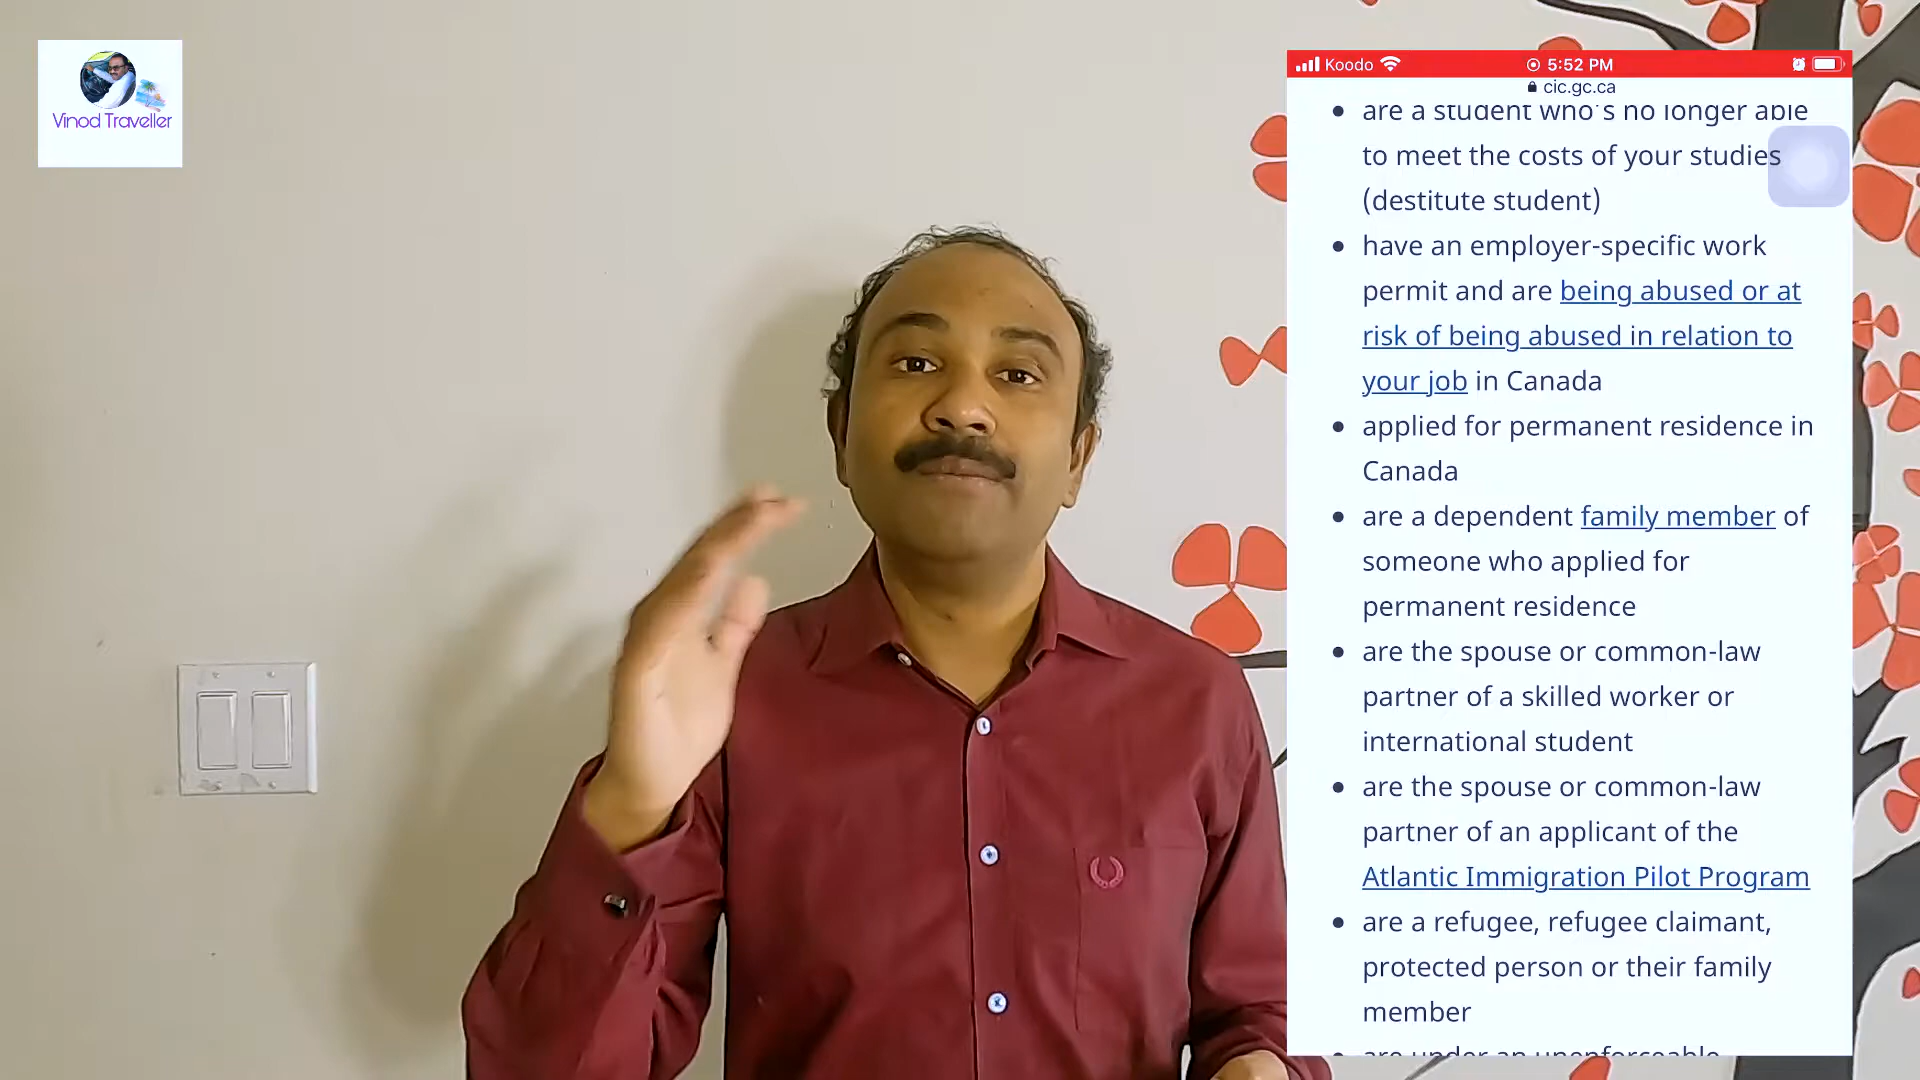 Vinod Traveller
Koodo
5:52 PM
cic.gc.ca
are a student who's no longer able
to meet the costs of your studies
(destitute student)
have an employer-specific work
permit and are being abused or at
risk of being abused in relation to
your job in Canada
applied for permanent residence in
Canada
are a dependent family member of
someone who applied for
permanent residence
are the spouse or common-law
partner of a skilled worker or
international student
are the spouse or common-law
partner of an applicant of the
Atlantic Immigration Pilot Program
are a refugee, refugee claimant,
protected person or their family
member
are under an unenforceable